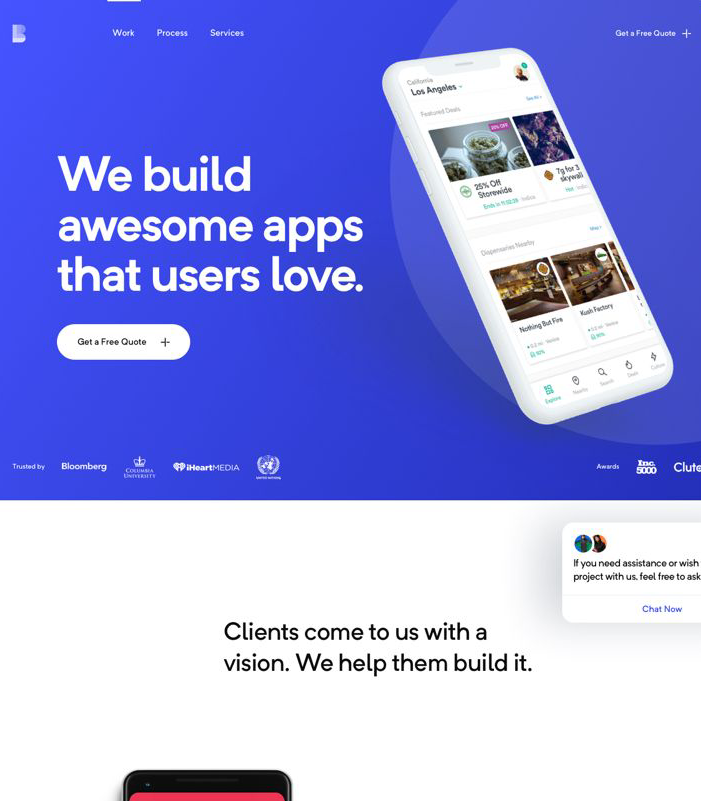 Work
Process
Services
Get a Free Quote
California
Los Angeles
Featured Deals
See All >
20% OFF
25% Off
Storewide
Ends in 11:02:28
7g for 3
skywall
Hot
Dispensaries Nearby
Map >
Nothing But Fire
Kush Factory
Explore
Nearby
Search
Deals
We build
awesome apps
that users love.
Get a Free Quote
Trusted by
Bloomberg
COLUMBIA
UNIVERSITY
iHeartMEDIA
UNITED NATIONS
Awards
Inc.
5000
Clutc
If you need assistance or wish
project with us, feel free to ask
Chat Now
Clients come to us with a
vision. We help them build it.